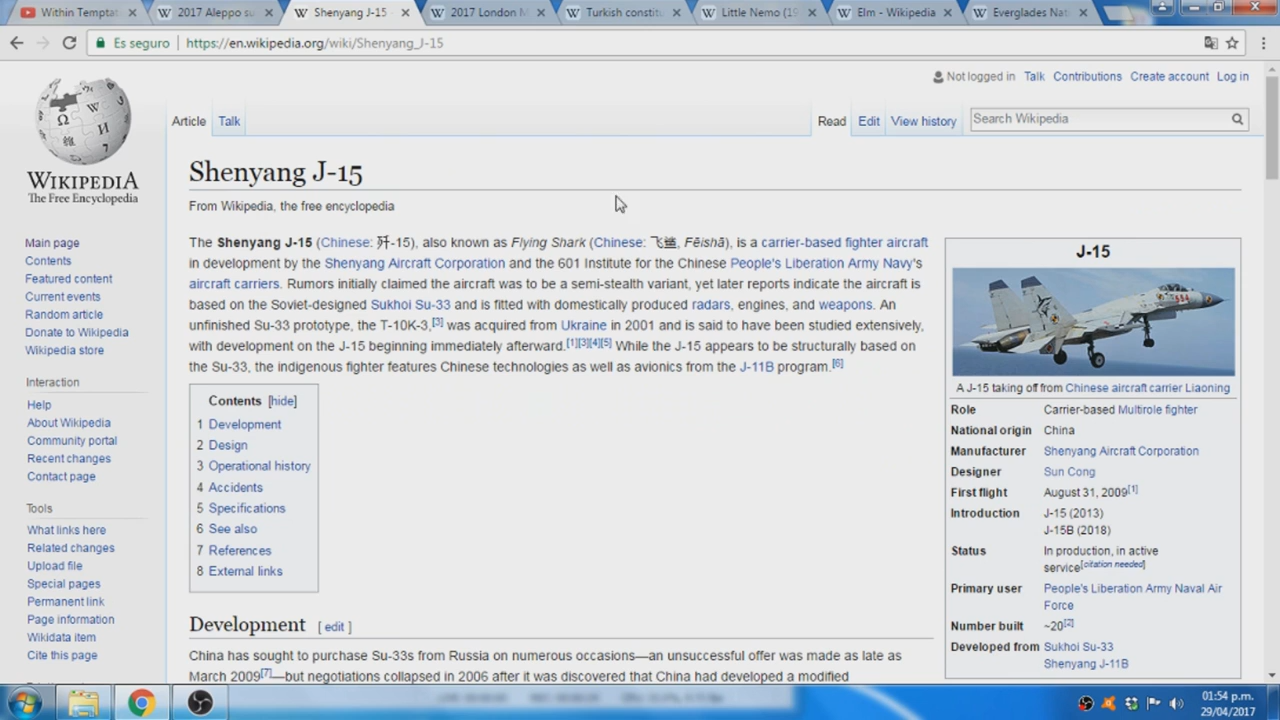 Within Temptat
2017 Aleppo su
Shenyang J-15
2017 London M
Turkish constitu
Little Nemo (19
Elm - Wikipedia
Everglades Nati
Es seguro
https://en.wikipedia.org/wiki/Shenyang_J-15
Not logged in Talk Contributions Create account Log in
Article Talk Read Edit View history Search Wikipedia
WIKIPEDIA
The Free Encyclopedia
Main page
Contents
Featured content
Current events
Random article
Donate to Wikipedia
Wikipedia store
Interaction
Help
About Wikipedia
Community portal
Recent changes
Contact page
Tools
What links here
Related changes
Upload file
Special pages
Permanent link
Page information
Wikidata item
Cite this page
Shenyang J-15
From Wikipedia, the free encyclopedia
The Shenyang J-15 (Chinese: 歼-15), also known as Flying Shark (Chinese: 飞鲨, Fēishā), is a carrier-based fighter aircraft
in development by the Shenyang Aircraft Corporation and the 601 Institute for the Chinese People's Liberation Army Navy's
aircraft carriers. Rumors initially claimed the aircraft was to be a semi-stealth variant, yet later reports indicate the aircraft is
based on the Soviet-designed Sukhoi Su-33 and is fitted with domestically produced radars, engines, and weapons. An
unfinished Su-33 prototype, the T-10K-3,[3] was acquired from Ukraine in 2001 and is said to have been studied extensively,
with development on the J-15 beginning immediately afterward.[1][3][4][5] While the J-15 appears to be structurally based on
the Su-33, the indigenous fighter features Chinese technologies as well as avionics from the J-11B program.[6]
Contents [hide]
1 Development
2 Design
3 Operational history
4 Accidents
5 Specifications
6 See also
7 References
8 External links
Development [ edit ]
China has sought to purchase Su-33s from Russia on numerous occasions—an unsuccessful offer was made as late as
March 2009[7]—but negotiations collapsed in 2006 after it was discovered that China had developed a modified
J-15
A J-15 taking off from Chinese aircraft carrier Liaoning
Role Carrier-based Multirole fighter
National origin China
Manufacturer Shenyang Aircraft Corporation
Designer Sun Cong
First flight August 31, 2009[1]
Introduction J-15 (2013)
J-15B (2018)
Status In production, in active
service[citation needed]
Primary user People's Liberation Army Naval Air
Force
Number built ~20[2]
Developed from Sukhoi Su-33
Shenyang J-11B
01:54 p.m.
29/04/2017